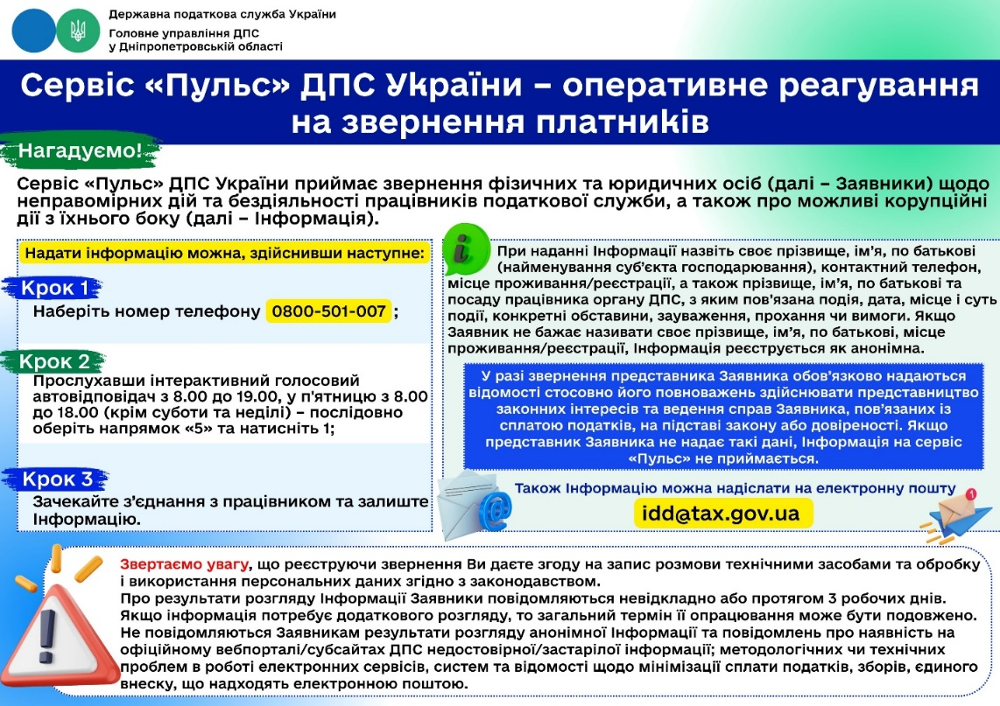 Державна податкова служба України
Головне управління ДПС
у Дніпропетровській області
Сервіс «Пульс» ДПС України – оперативне реагування
на звернення платників
Нагадуємо!
Сервіс «Пульс» ДПС України приймає звернення фізичних та юридичних осіб (далі – Заявники) щодо
неправомірних дій та бездіяльності працівників податкової служби, а також про можливі корупційні
дії з їхнього боку (далі – Інформація).
Надати інформацію можна, здійснивши наступне:
Крок 1
Наберіть номер телефону 0800-501-007 ;
Крок 2
Прослухавши інтерактивний голосовий
автовідповідач з 8.00 до 19.00, у п'ятницю з 8.00
до 18.00 (крім суботи та неділі) – послідовно
оберіть напрямок «5» та натисніть 1;
Крок 3
Зачекайте з’єднання з працівником та залиште
Інформацію.
i
При наданні Інформації назвіть своє прізвище, ім’я, по батькові
(найменування суб’єкта господарювання), контактний телефон,
місце проживання/реєстрації, а також прізвище, ім’я, по батькові та
посаду працівника органу ДПС, з яким пов’язана подія, дата, місце і суть
події, конкретні обставини, зауваження, прохання чи вимоги. Якщо
Заявник не бажає називати своє прізвище, ім’я, по батькові, місце
проживання/реєстрації, Інформація реєструється як анонімна.
У разі звернення представника Заявника обов’язково надаються
відомості стосовно його повноважень здійснювати представництво
законних інтересів та ведення справ Заявника, пов’язаних із
сплатою податків, на підставі закону або довіреності. Якщо
представник Заявника не надає такі дані, Інформація на сервіс
«Пульс» не приймається.
Також Інформацію можна надіслати на електронну пошту
idd@tax.gov.ua
@
1
Звертаємо увагу, що реєструючи звернення Ви даєте згоду на запис розмови технічними засобами та обробку
і використання персональних даних згідно з законодавством.
Про результати розгляду Інформації Заявники повідомляються невідкладно або протягом 3 робочих днів.
Якщо інформація потребує додаткового розгляду, то загальний термін її опрацювання може бути подовжено.
Не повідомляються Заявникам результати розгляду анонімної Інформації та повідомлень про наявність на
офіційному вебпорталі/субсайтах ДПС недостовірної/застарілої інформації; методологічних чи технічних
проблем в роботі електронних сервісів, систем та відомості щодо мінімізації сплати податків, зборів, єдиного
внеску, що надходять електронною поштою.